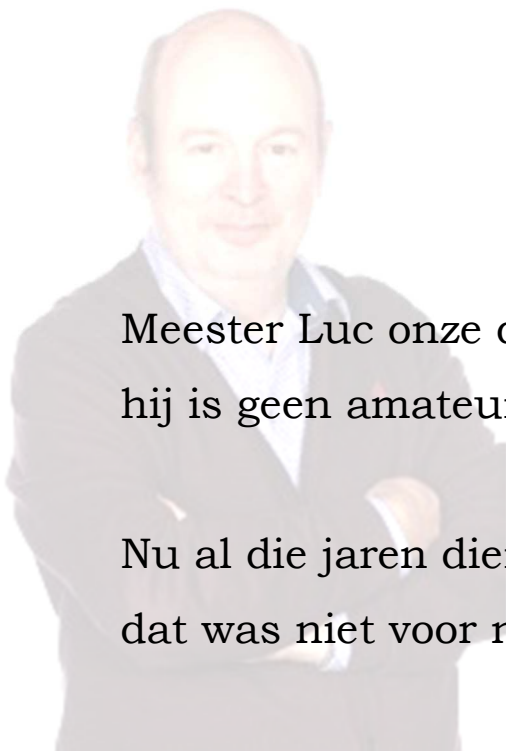 Meester Luc onze
hij is geen
Nu al die jaren
dat was niet voor